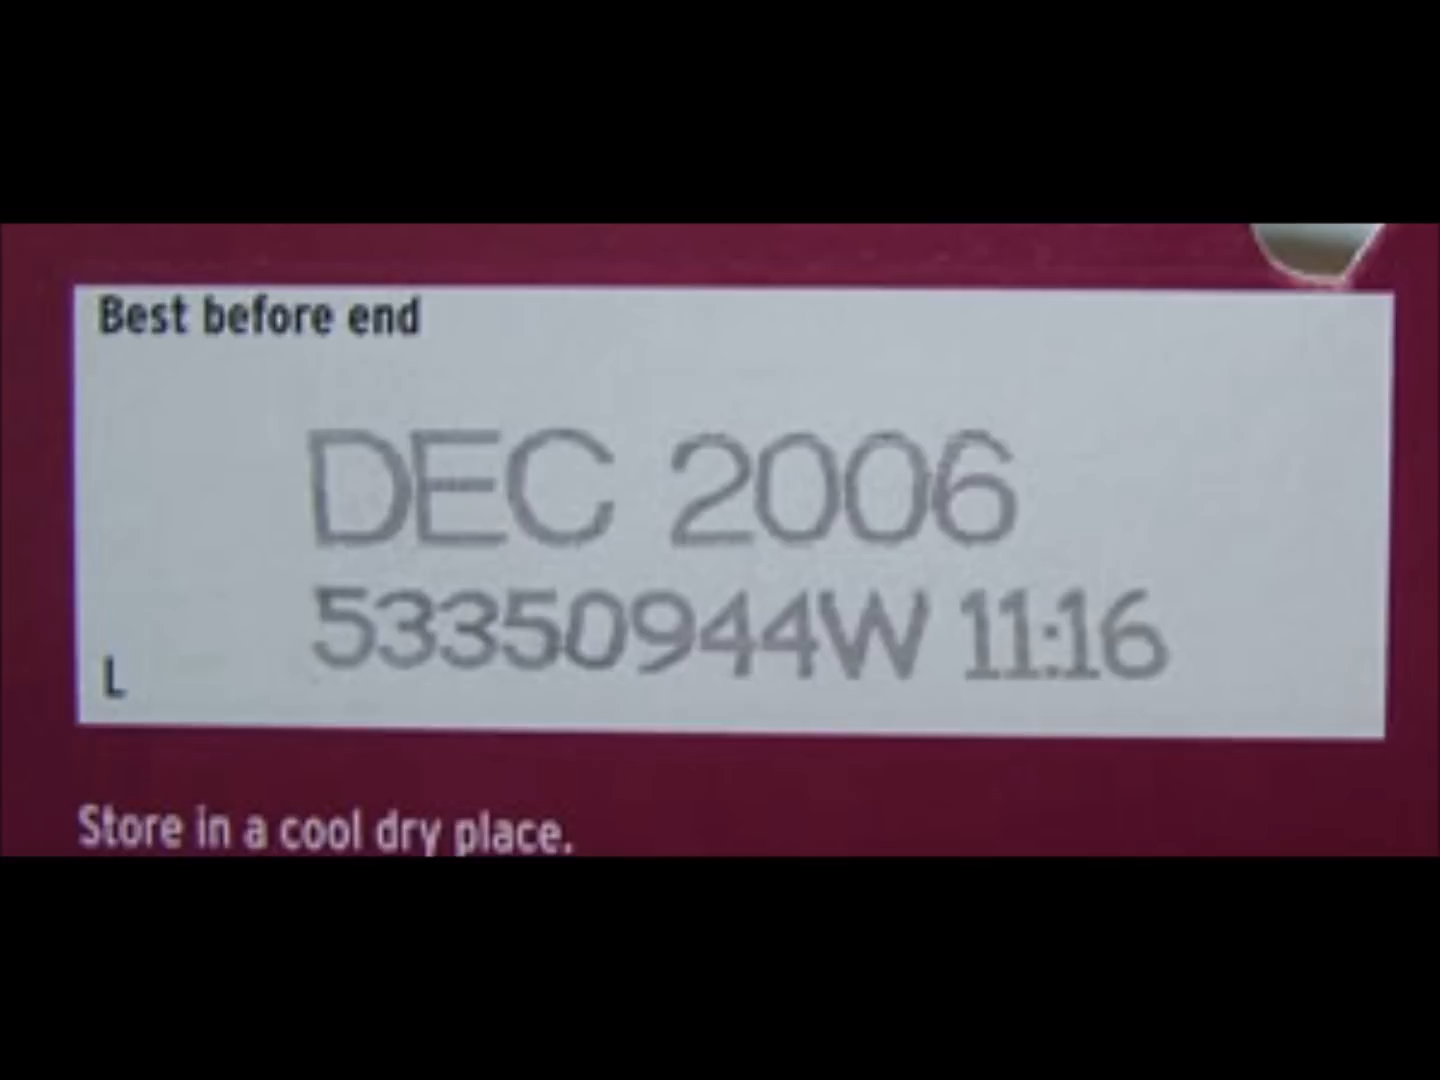 Best before end
DEC 2006
53350944W 11:16
L
Store in a cool dry place.